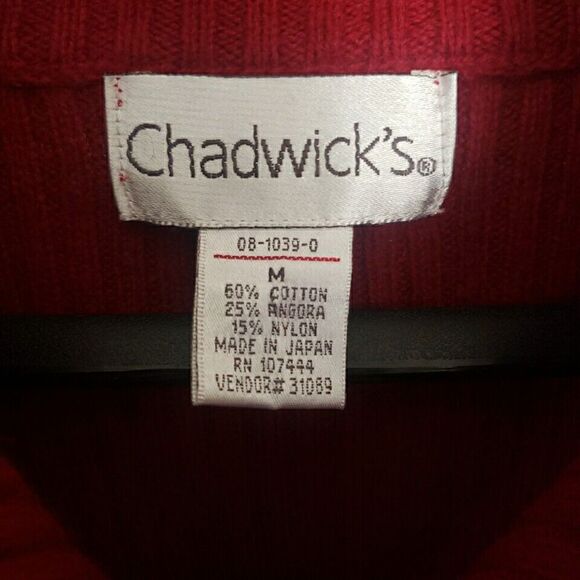 Chadwick's®
08-1039-0
M
60% COTTON
25% ANGORA
15% NYLON
MADE IN JAPAN
RN 107444
VENDOR# 31089